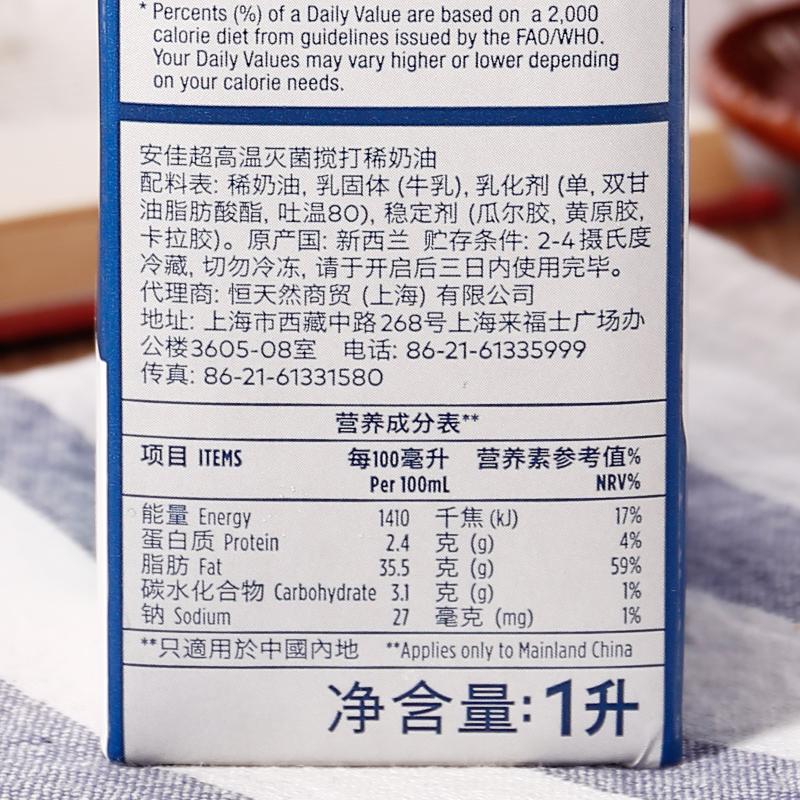 * Percents (%) of a Daily Value are based on a 2,000
calorie diet from guidelines issued by the FAO/WHO.
Your Daily Values may vary higher or lower depending
on your calorie needs.
安佳超高温灭菌搅打稀奶油
配料表: 稀奶油, 乳固体 (牛乳), 乳化剂 (单, 双甘
油脂肪酸酯, 吐温80), 稳定剂 (瓜尔胶, 黄原胶,
卡拉胶)。原产国: 新西兰 贮存条件: 2-4摄氏度
冷藏, 切勿冷冻, 请于开启后三日内使用完毕。
代理商: 恒天然商贸 (上海) 有限公司
地址: 上海市西藏中路268号上海来福士广场办
公楼3605-08室 电话: 86-21-61335999
传真: 86-21-61331580
营养成分表**
项目 ITEMS 每100毫升 营养素参考值%
Per 100mL NRV%
能量 Energy 1410 千焦 (kJ) 17%
蛋白质 Protein 2.4 克 (g) 4%
脂肪 Fat 35.5 克 (g) 59%
碳水化合物 Carbohydrate 3.1 克 (g) 1%
钠 Sodium 27 毫克 (mg) 1%
**只適用於中國內地 **Applies only to Mainland China
净含量: 1升